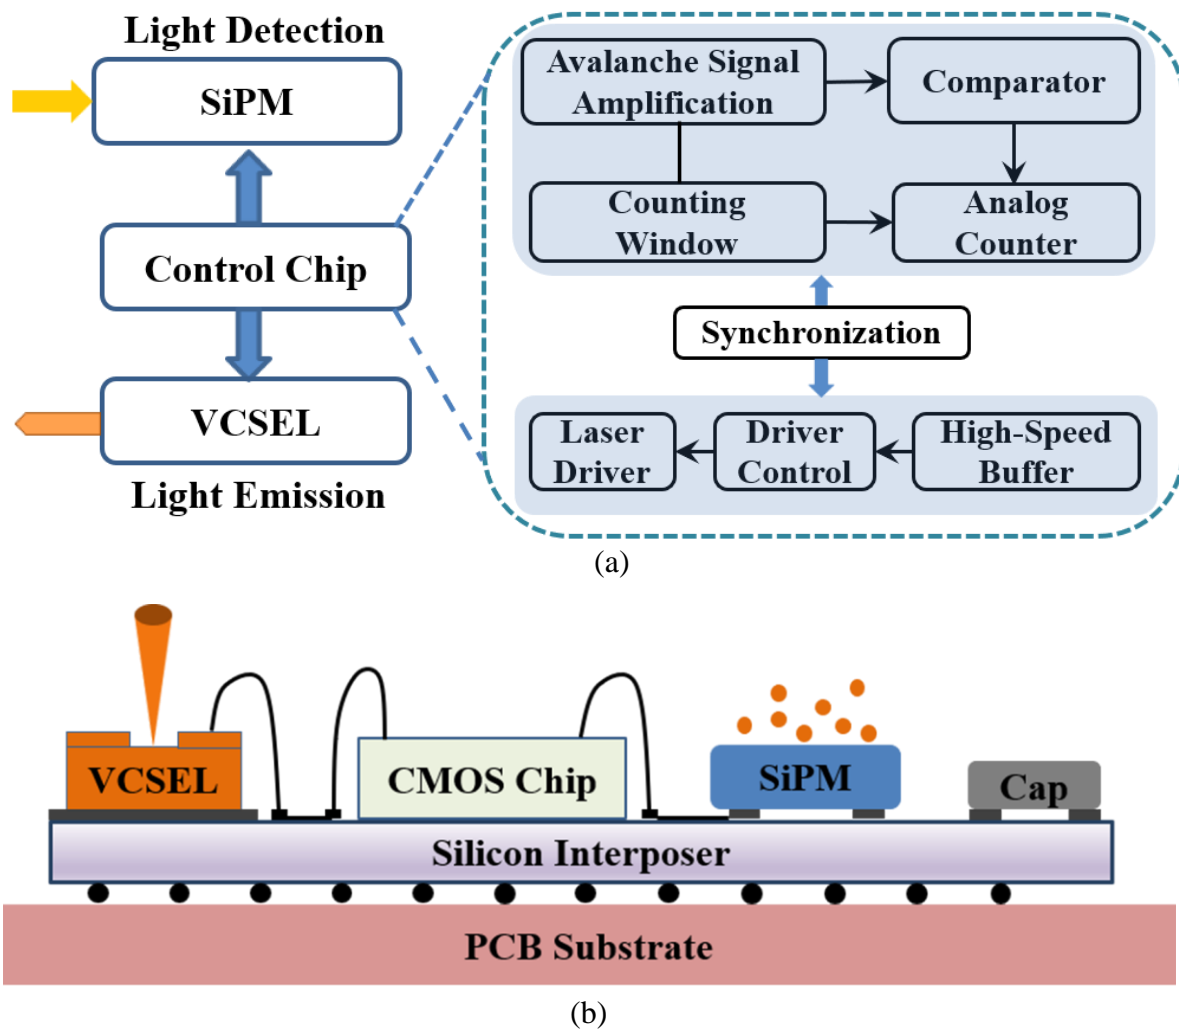 Light Detection
SiPM
Control Chip
VCSEL
Light Emission
Avalanche Signal
Amplification
Comparator
Counting
Window
Analog
Counter
Synchronization
Laser
Driver
Driver
Control
High-Speed
Buffer
(a)
VCSEL
CMOS Chip
SiPM
Cap
Silicon Interposer
PCB Substrate
(b)